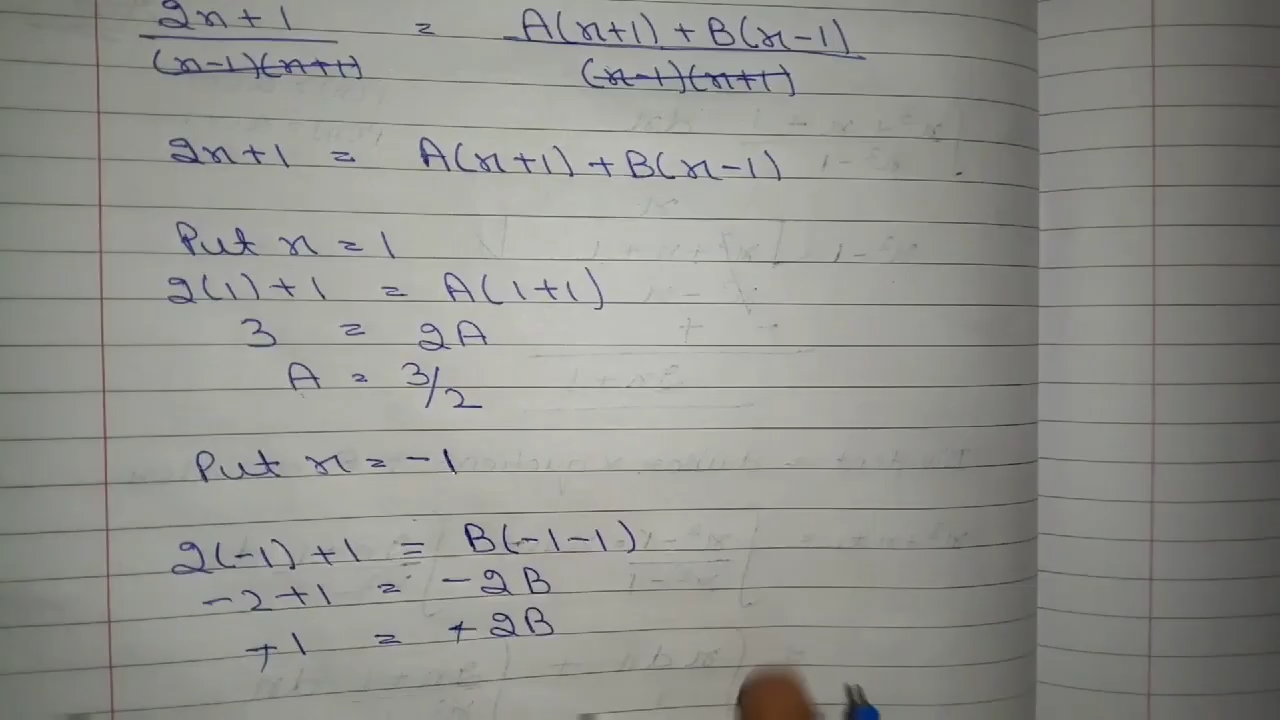 2x+1 = A(x+1) + B(x-1)
(x-1)(x+1) (x-1)(x+1)
2x+1 = A(x+1) + B(x-1)
Put x = 1
2(1)+1 = A(1+1)
3 = 2A
A = 3/2
Put x = -1
2(-1)+1 = B(-1-1)
-2+1 = -2B
+1 = +2B